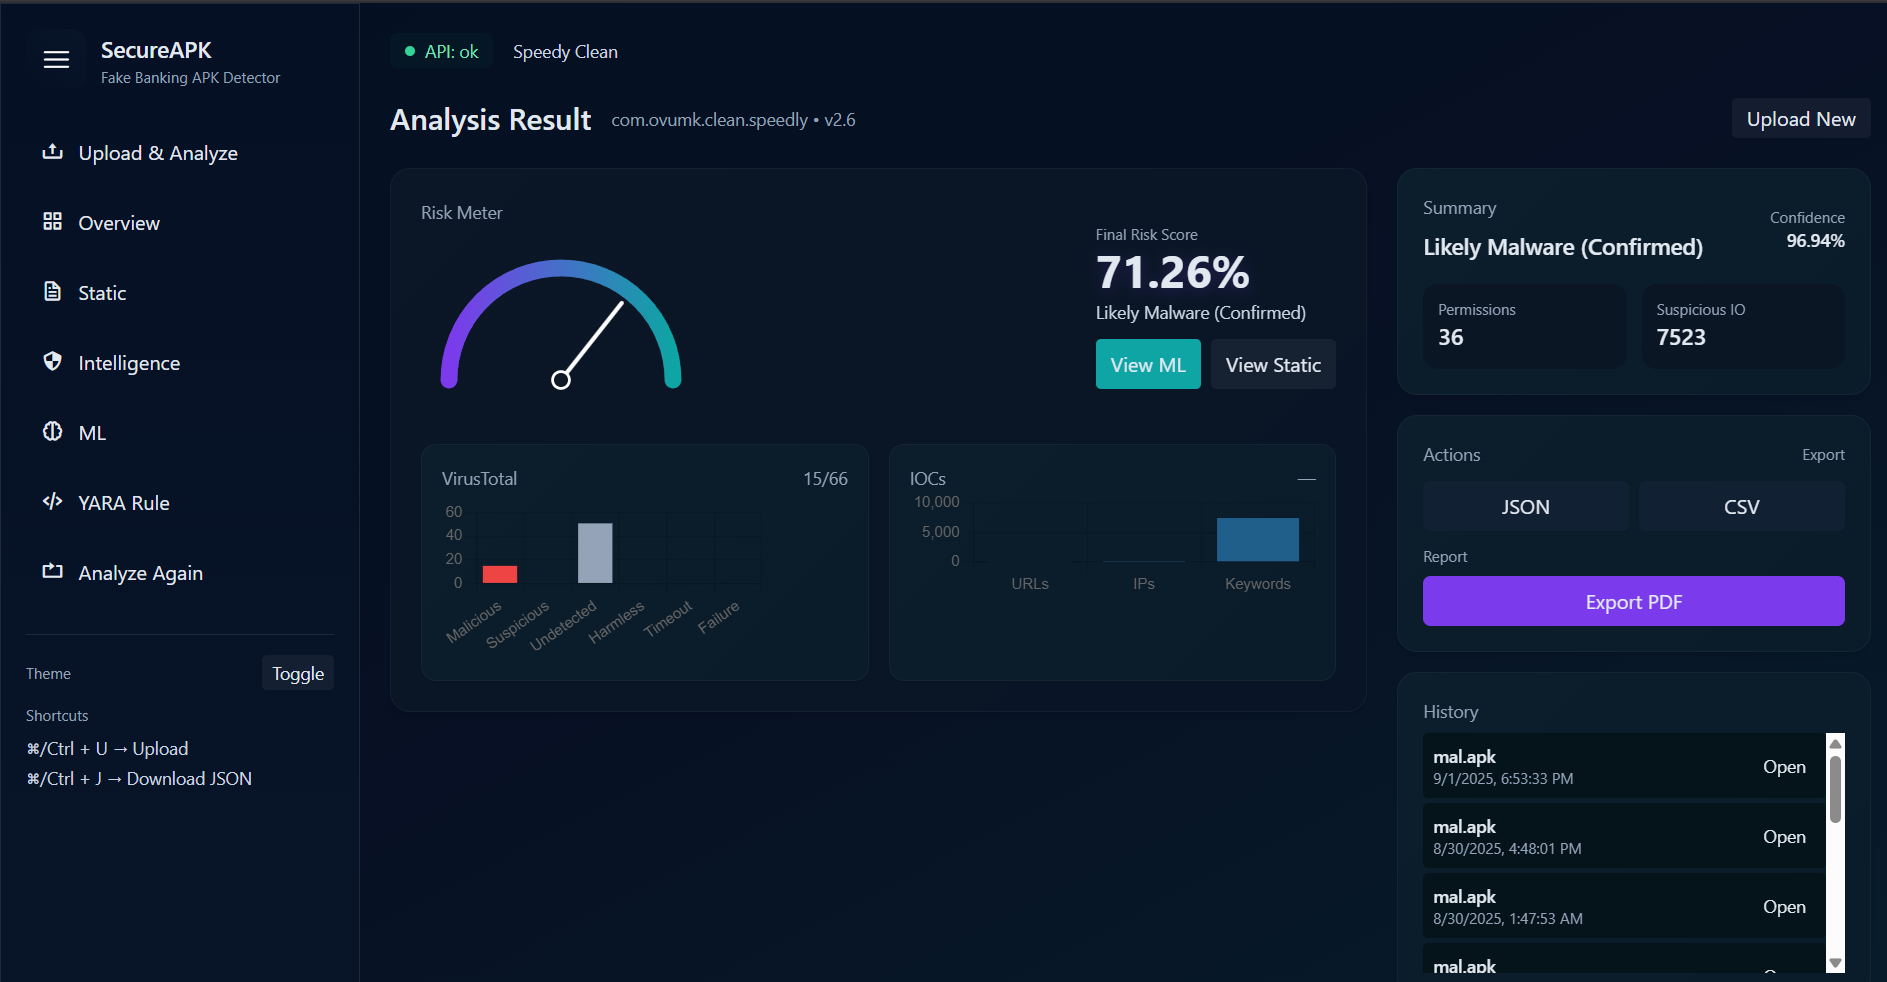 SecureAPK
Fake Banking APK Detector
Upload & Analyze
Overview
Static
Intelligence
ML
YARA Rule
Analyze Again
Theme
Toggle
Shortcuts
⌘/Ctrl + U → Upload
⌘/Ctrl + J → Download JSON
API: ok
Speedy Clean
Analysis Result com.ovumk.clean.speedly • v2.6
Upload New
Risk Meter
Final Risk Score
71.26%
Likely Malware (Confirmed)
View ML
View Static
VirusTotal 15/66
60
40
20
0
Malicious
Suspicious
Undetected
Harmless
Timeout
Failure
IOCs —
10,000
5,000
0
URLs
IPs
Keywords
Summary
Likely Malware (Confirmed)
Confidence
96.94%
Permissions
36
Suspicious IO
7523
Actions
Export
JSON
CSV
Report
Export PDF
History
mal.apk
9/1/2025, 6:53:33 PM
Open
mal.apk
8/30/2025, 4:48:01 PM
Open
mal.apk
8/30/2025, 1:47:53 AM
Open
mal.apk